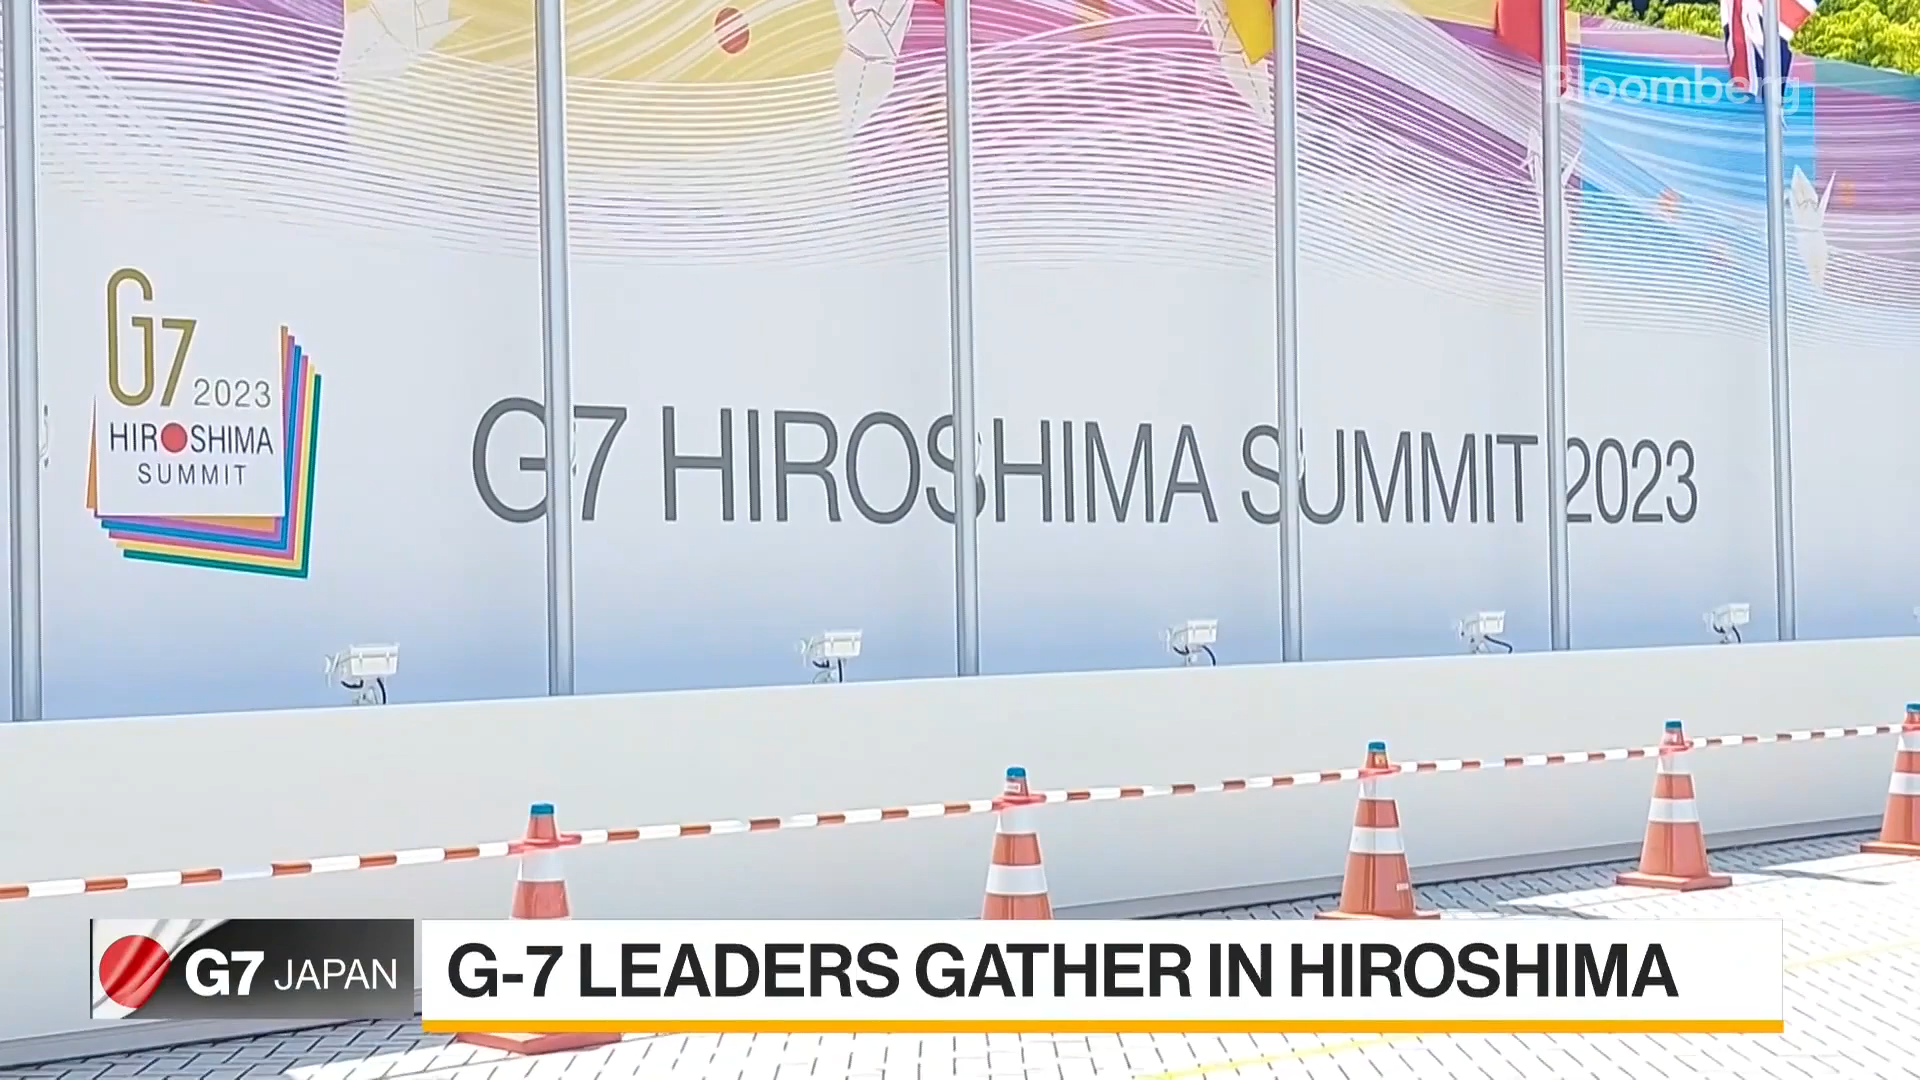 Bloomberg
G7 2023
HIROSHIMA
SUMMIT
G7 HIROSHIMA SUMMIT 2023
G7 JAPAN
G-7 LEADERS GATHER IN HIROSHIMA